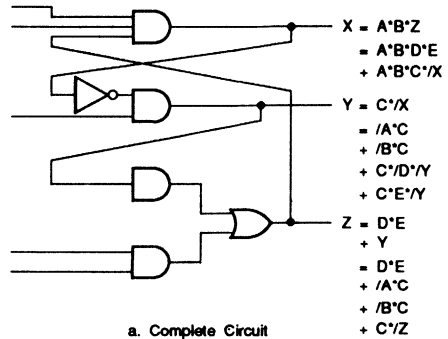 X = A*B*Z
= A*B*D*E
+ A*B*C*/X
Y = C*/X
= /A*C
+ /B*C
+ C*/D*/Y
+ C*E*/Y
Z = D*E
+ Y
= D*E
+ /A*C
+ /B*C
+ C*/Z
a. Complete Circuit